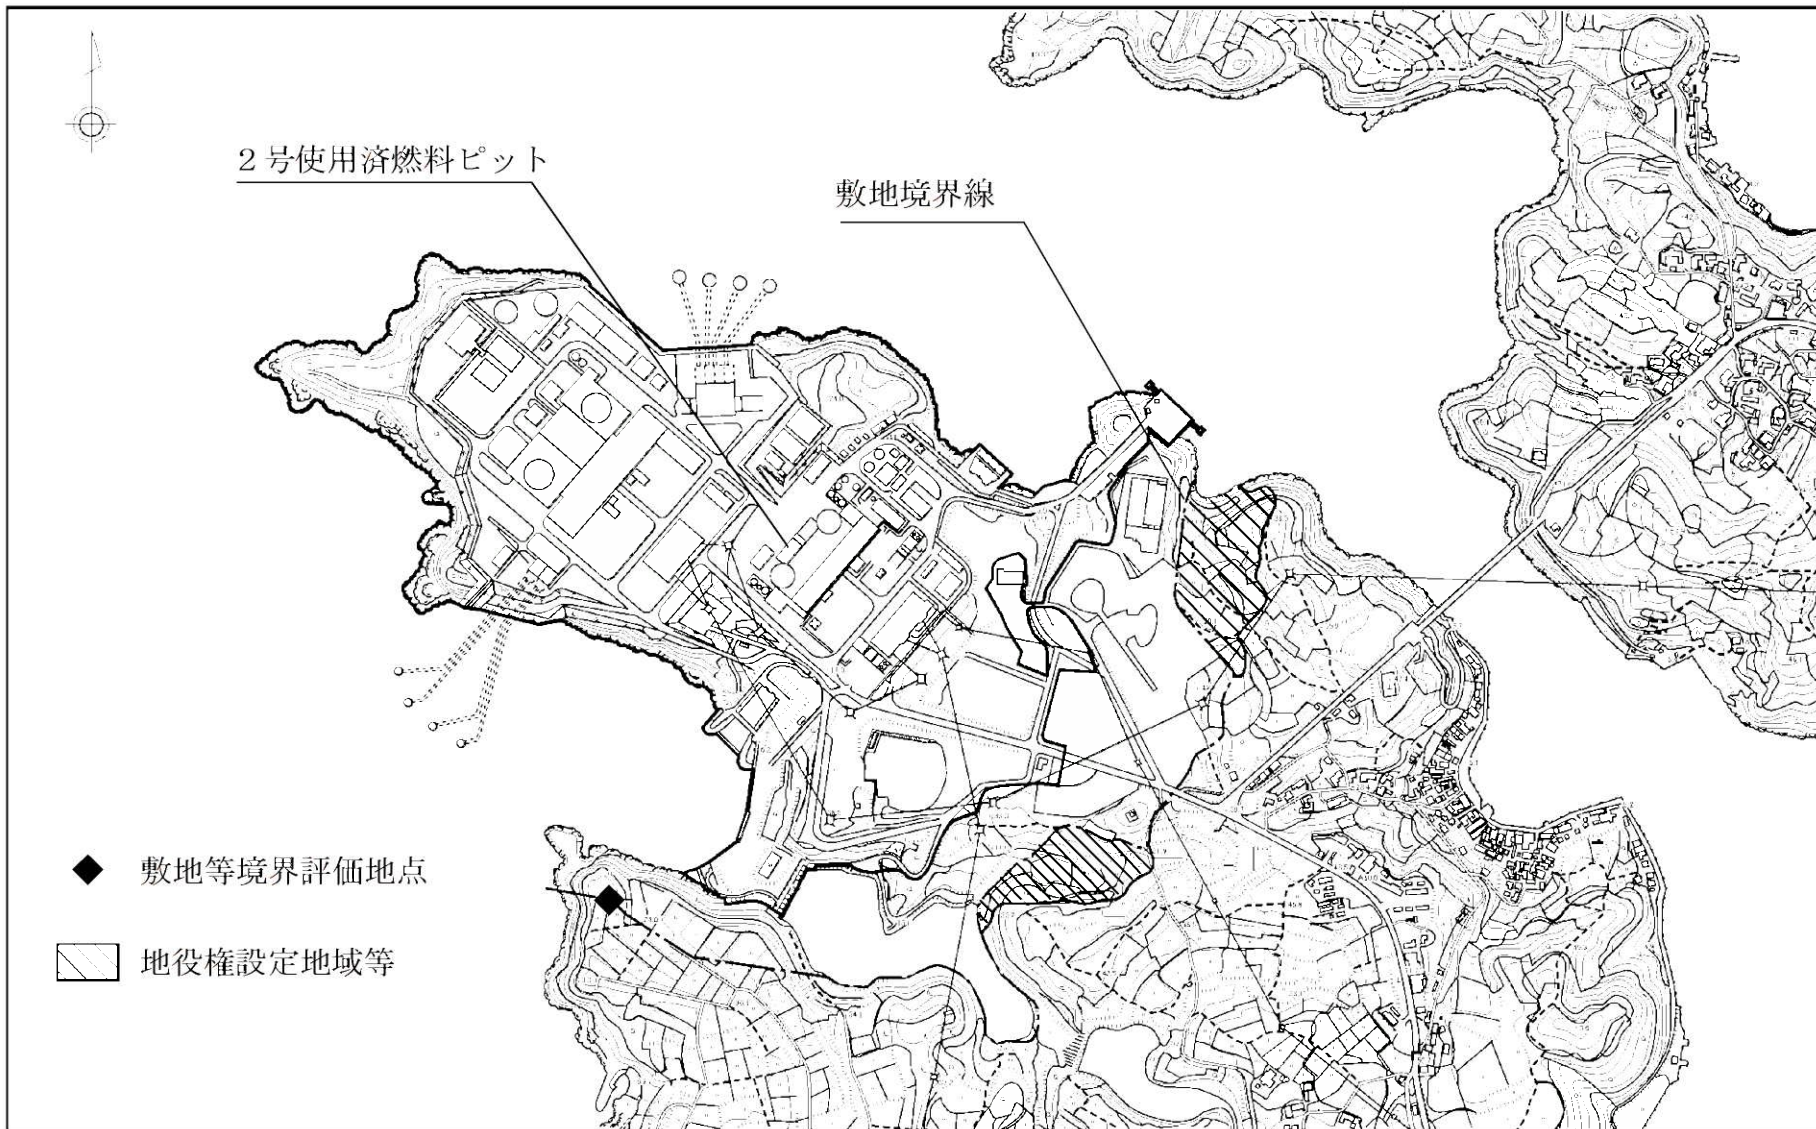 ２号使用済燃料ピット
敷地境界線
敷地等境界評価地点
地役権設定地域等